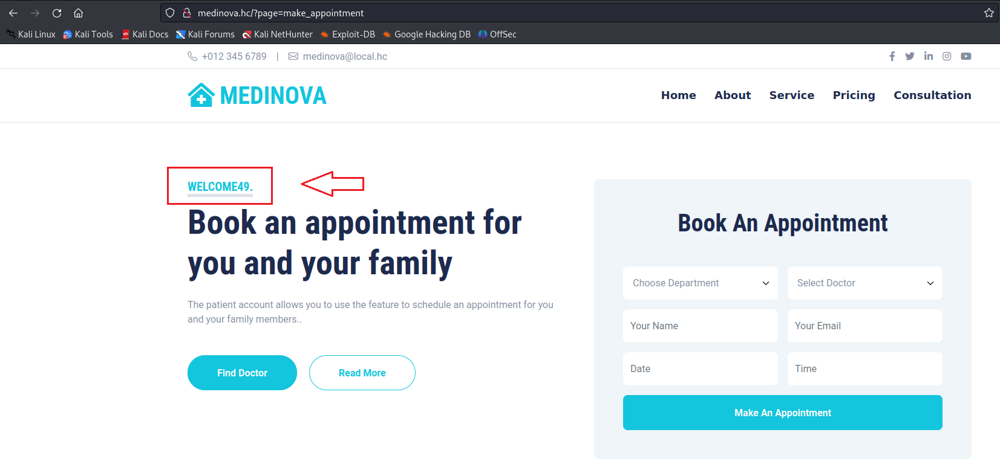 medinova.hc/?page=make_appointment
Kali Linux Kali Tools Kali Docs Kali Forums Kali NetHunter Exploit-DB Google Hacking DB OffSec
+012 345 6789 | medinova@local.hc
MEDINOVA
Home About Service Pricing Consultation
WELCOME49.
Book an appointment for
you and your family
The patient account allows you to use the feature to schedule an appointment for you
and your family members..
Find Doctor Read More
Book An Appointment
Choose Department Select Doctor
Your Name Your Email
Date Time
Make An Appointment